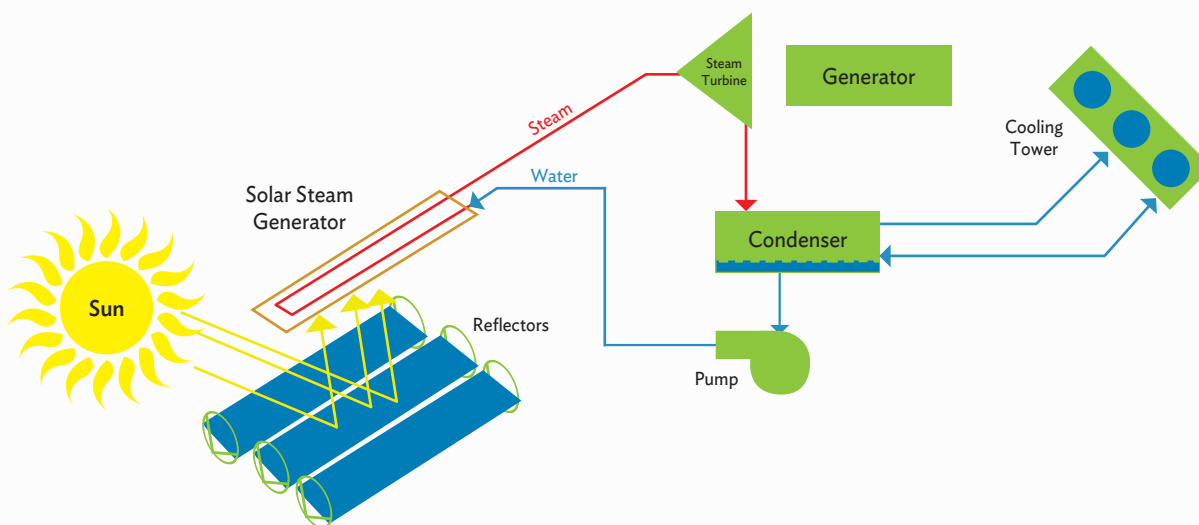 Steam
Turbine
Generator
Cooling
Tower
Steam
Water
Solar Steam
Generator
Condenser
Sun
Reflectors
Pump